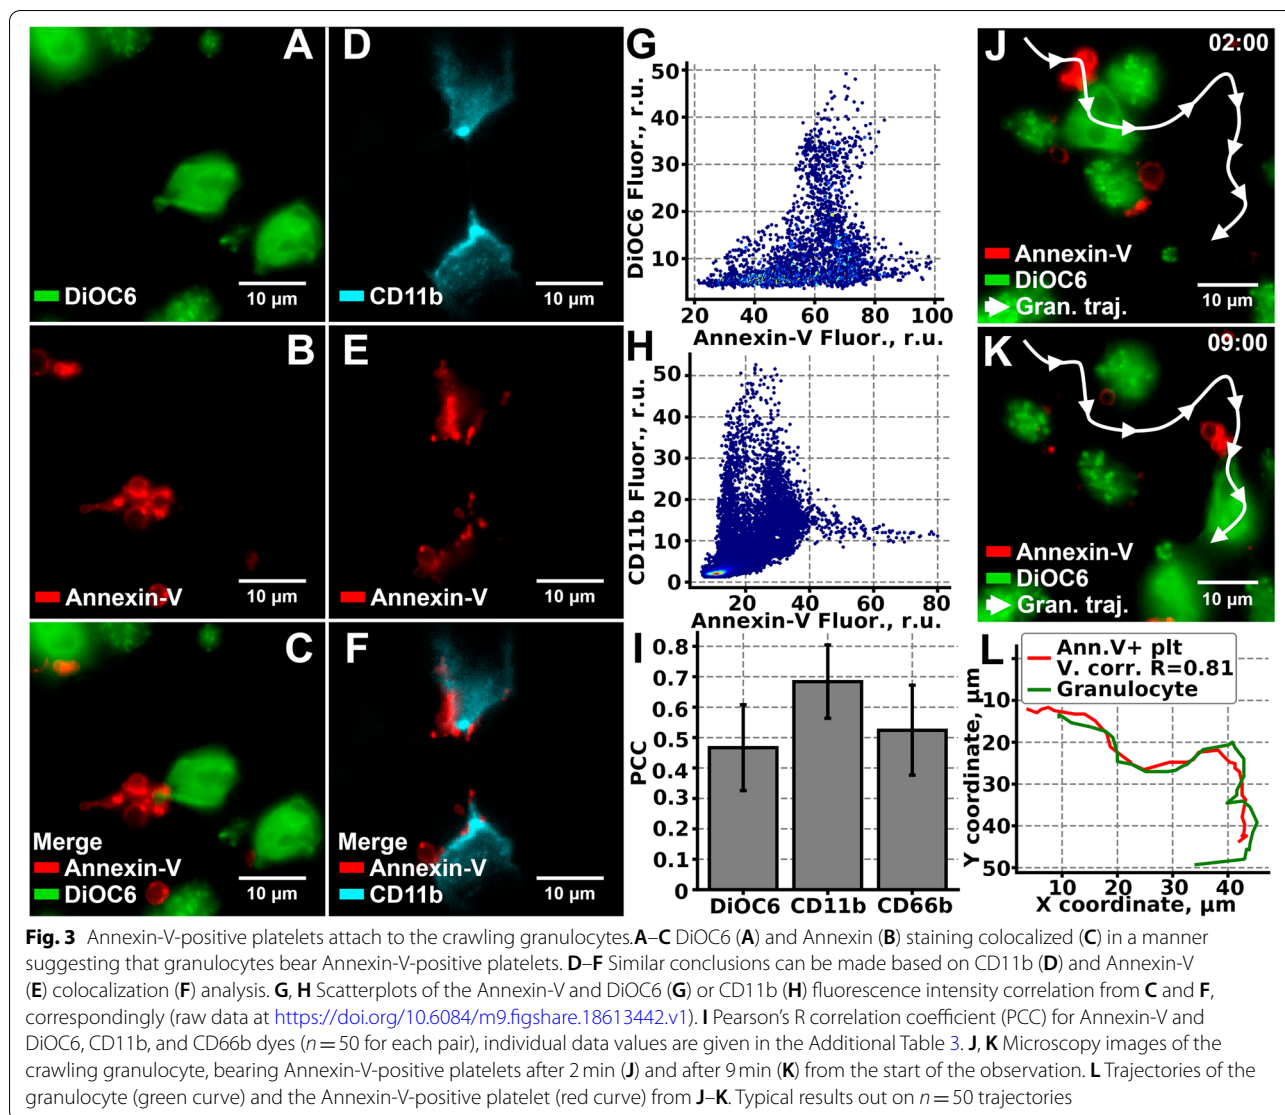 A
DiOC6
10 µm
B
Annexin-V
10 µm
C
Merge
Annexin-V
DiOC6
10 µm
D
CD11b
10 µm
E
Annexin-V
10 µm
F
Merge
Annexin-V
CD11b
10 µm
G
DiOC6 Fluor., r.u.
50
40
30
20
10
20 40 60 80 100
Annexin-V Fluor., r.u.
H
CD11b Fluor., r.u.
50
40
30
20
10
0
20 40 60 80
Annexin-V Fluor., r.u.
I
PCC
0.8
0.7
0.6
0.5
0.4
0.3
0.2
0.1
0
DiOC6 CD11b CD66b
J
02:00
Annexin-V
DiOC6
Gran. traj.
10 µm
K
09:00
Annexin-V
DiOC6
Gran. traj.
10 µm
L
Ann.V+ plt
V. corr. R=0.81
Granulocyte
Y coordinate, µm
10
20
30
40
50
10 20 30 40
X coordinate, µm
Fig. 3 Annexin-V-positive platelets attach to the crawling granulocytes.A–C DiOC6 (A) and Annexin (B) staining colocalized (C) in a manner
suggesting that granulocytes bear Annexin-V-positive platelets. D–F Similar conclusions can be made based on CD11b (D) and Annexin-V
(E) colocalization (F) analysis. G, H Scatterplots of the Annexin-V and DiOC6 (G) or CD11b (H) fluorescence intensity correlation from C and F,
correspondingly (raw data at https://doi.org/10.6084/m9.figshare.18613442.v1). I Pearson's R correlation coefficient (PCC) for Annexin-V and
DiOC6, CD11b, and CD66b dyes (n = 50 for each pair), individual data values are given in the Additional Table 3. J, K Microscopy images of the
crawling granulocyte, bearing Annexin-V-positive platelets after 2 min (J) and after 9 min (K) from the start of the observation. L Trajectories of the
granulocyte (green curve) and the Annexin-V-positive platelet (red curve) from J–K. Typical results out on n = 50 trajectories